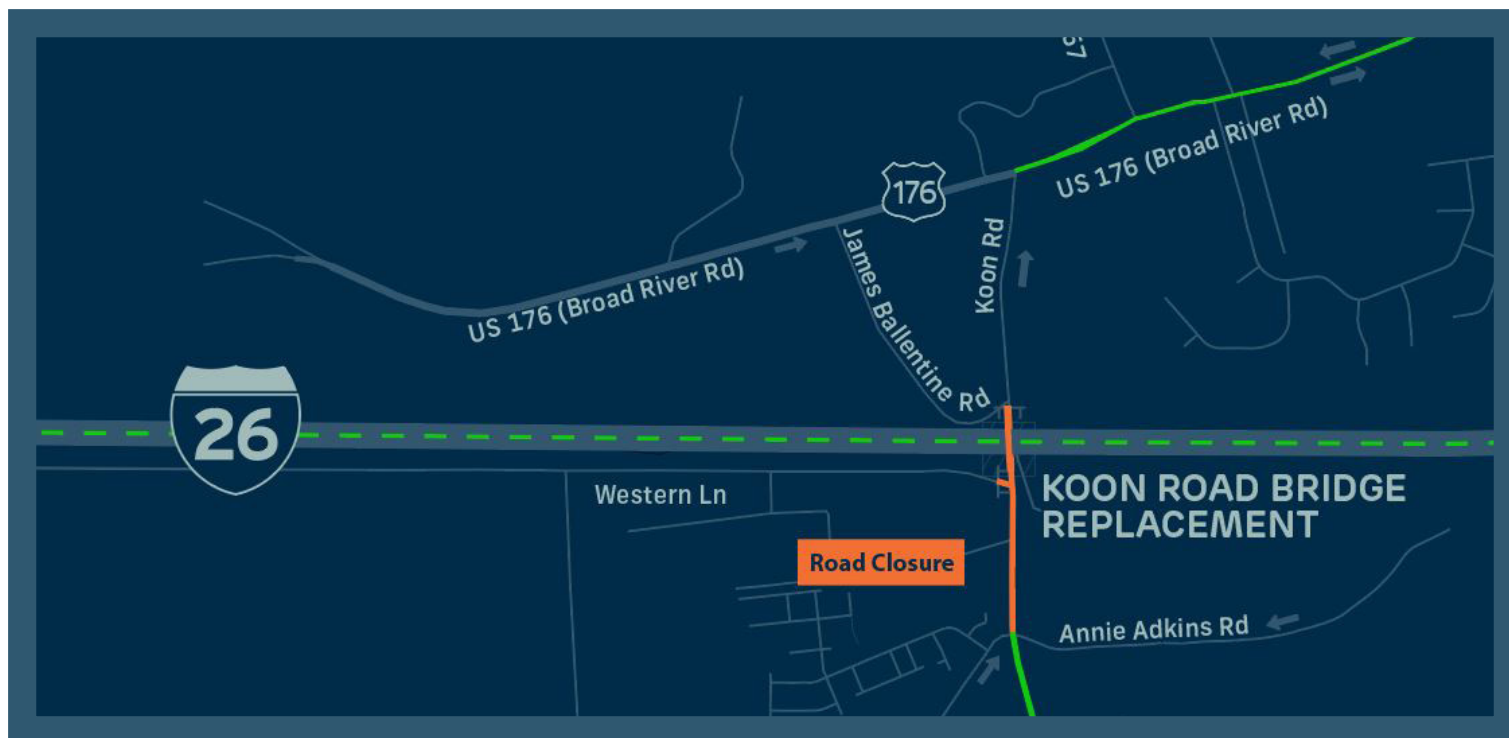 67
US 176 (Broad River Rd)
176
US 176 (Broad River Rd)
James Ballentine Rd
Koon Rd
26
Western Ln
KOON ROAD BRIDGE
REPLACEMENT
Road Closure
Annie Adkins Rd